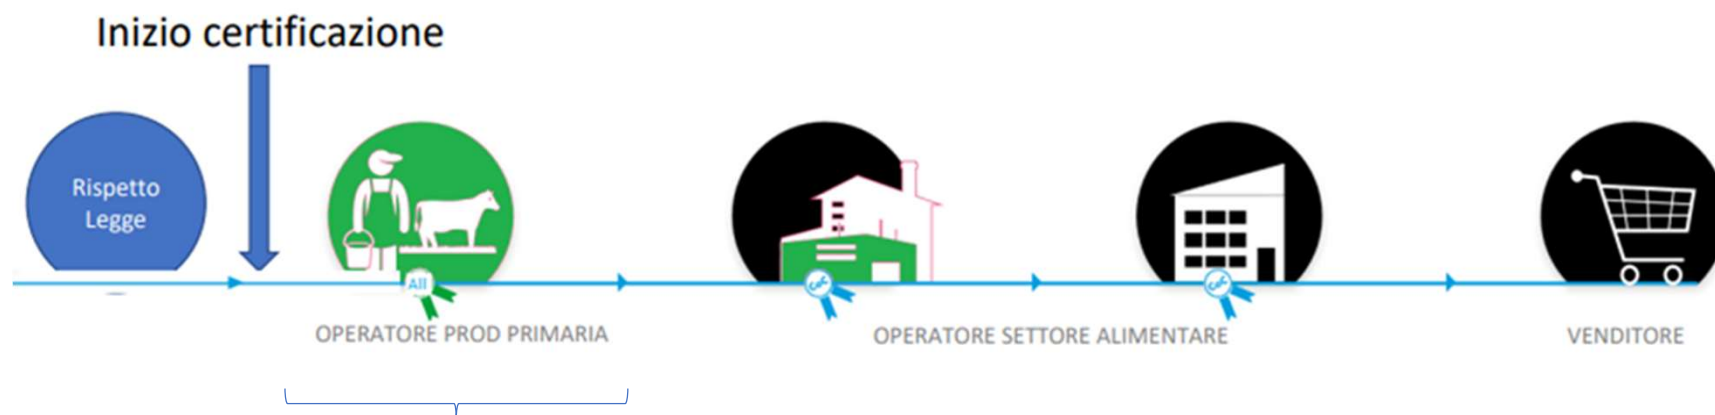 Inizio certificazione
Rispetto
Legge
All
CoC
CoC
OPERATORE PROD PRIMARIA
OPERATORE SETTORE ALIMENTARE
VENDITORE